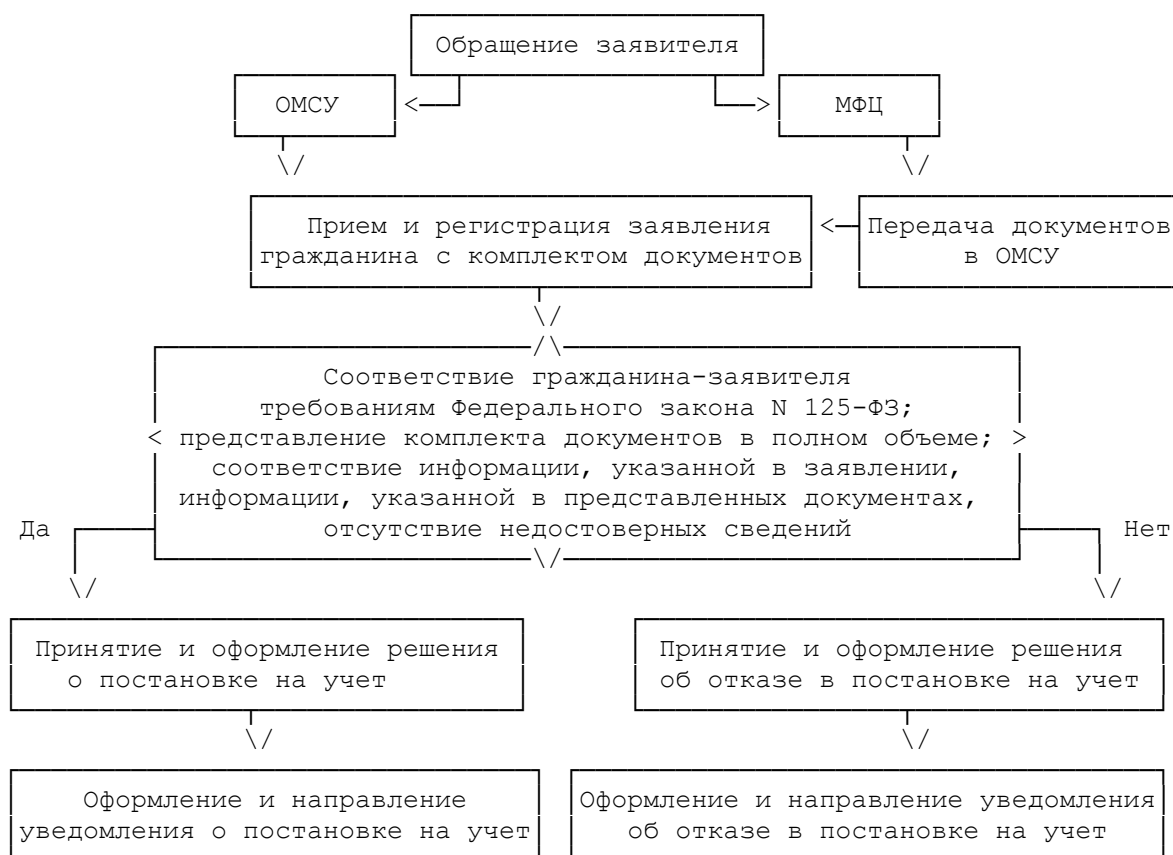 Обращение заявителя
ОМСУ
МФЦ
Прием и регистрация заявления
гражданина с комплектом документов
Передача документов
в ОМСУ
Соответствие гражданина-заявителя
требованиям Федерального закона N 125-ФЗ;
представление комплекта документов в полном объеме;
соответствие информации, указанной в заявлении,
информации, указанной в представленных документах,
отсутствие недостоверных сведений
Да
Нет
Принятие и оформление решения
о постановке на учет
Принятие и оформление решения
об отказе в постановке на учет
Оформление и направление
уведомления о постановке на учет
Оформление и направление уведомления
об отказе в постановке на учет